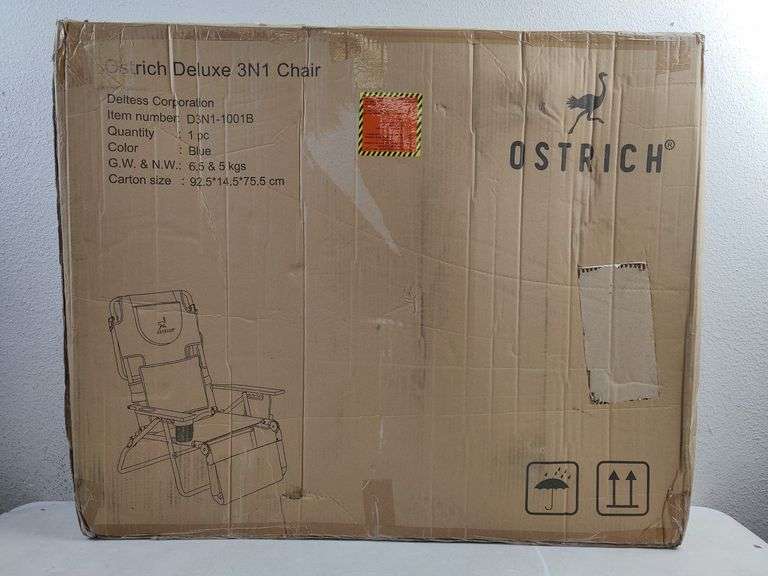 Ostrich Deluxe 3N1 Chair
Deltess Corporation
Item number: D3N1-1001B
Quantity : 1 pc
Color : Blue
G.W. & N.W.: 6.5 & 5 kgs
Carton size : 92.5*14.5*75.5 cm
OSTRICH®